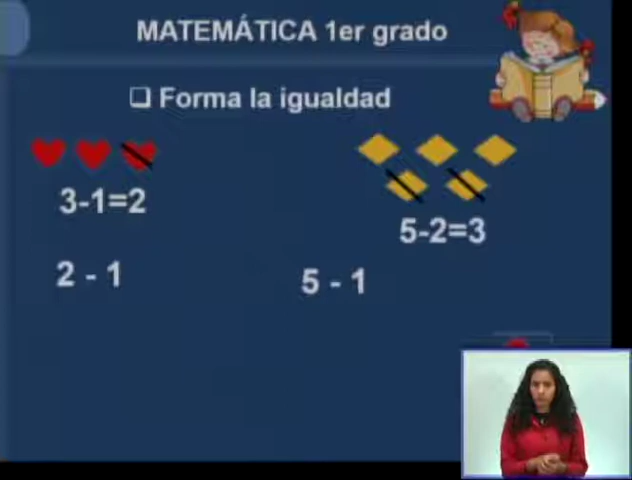 MATEMÁTICA 1er grado
❑ Forma la igualdad
3-1=2
5-2=3
2 - 1
5 - 1